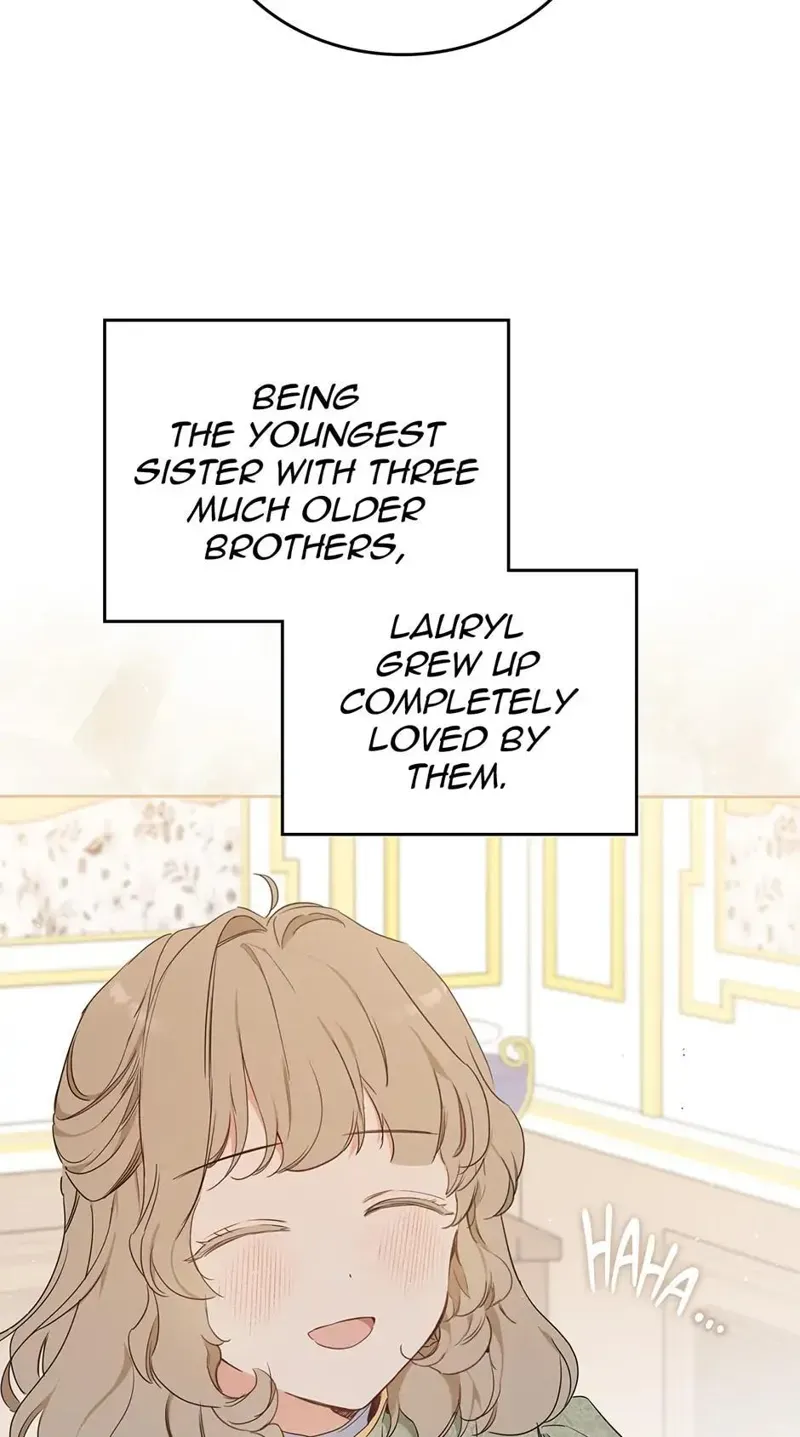 BEING
THE YOUNGEST
SISTER WITH THREE
MUCH OLDER
BROTHERS,
LAURYL
GREW UP
COMPLETELY
LOVED BY
THEM.
HAHA...